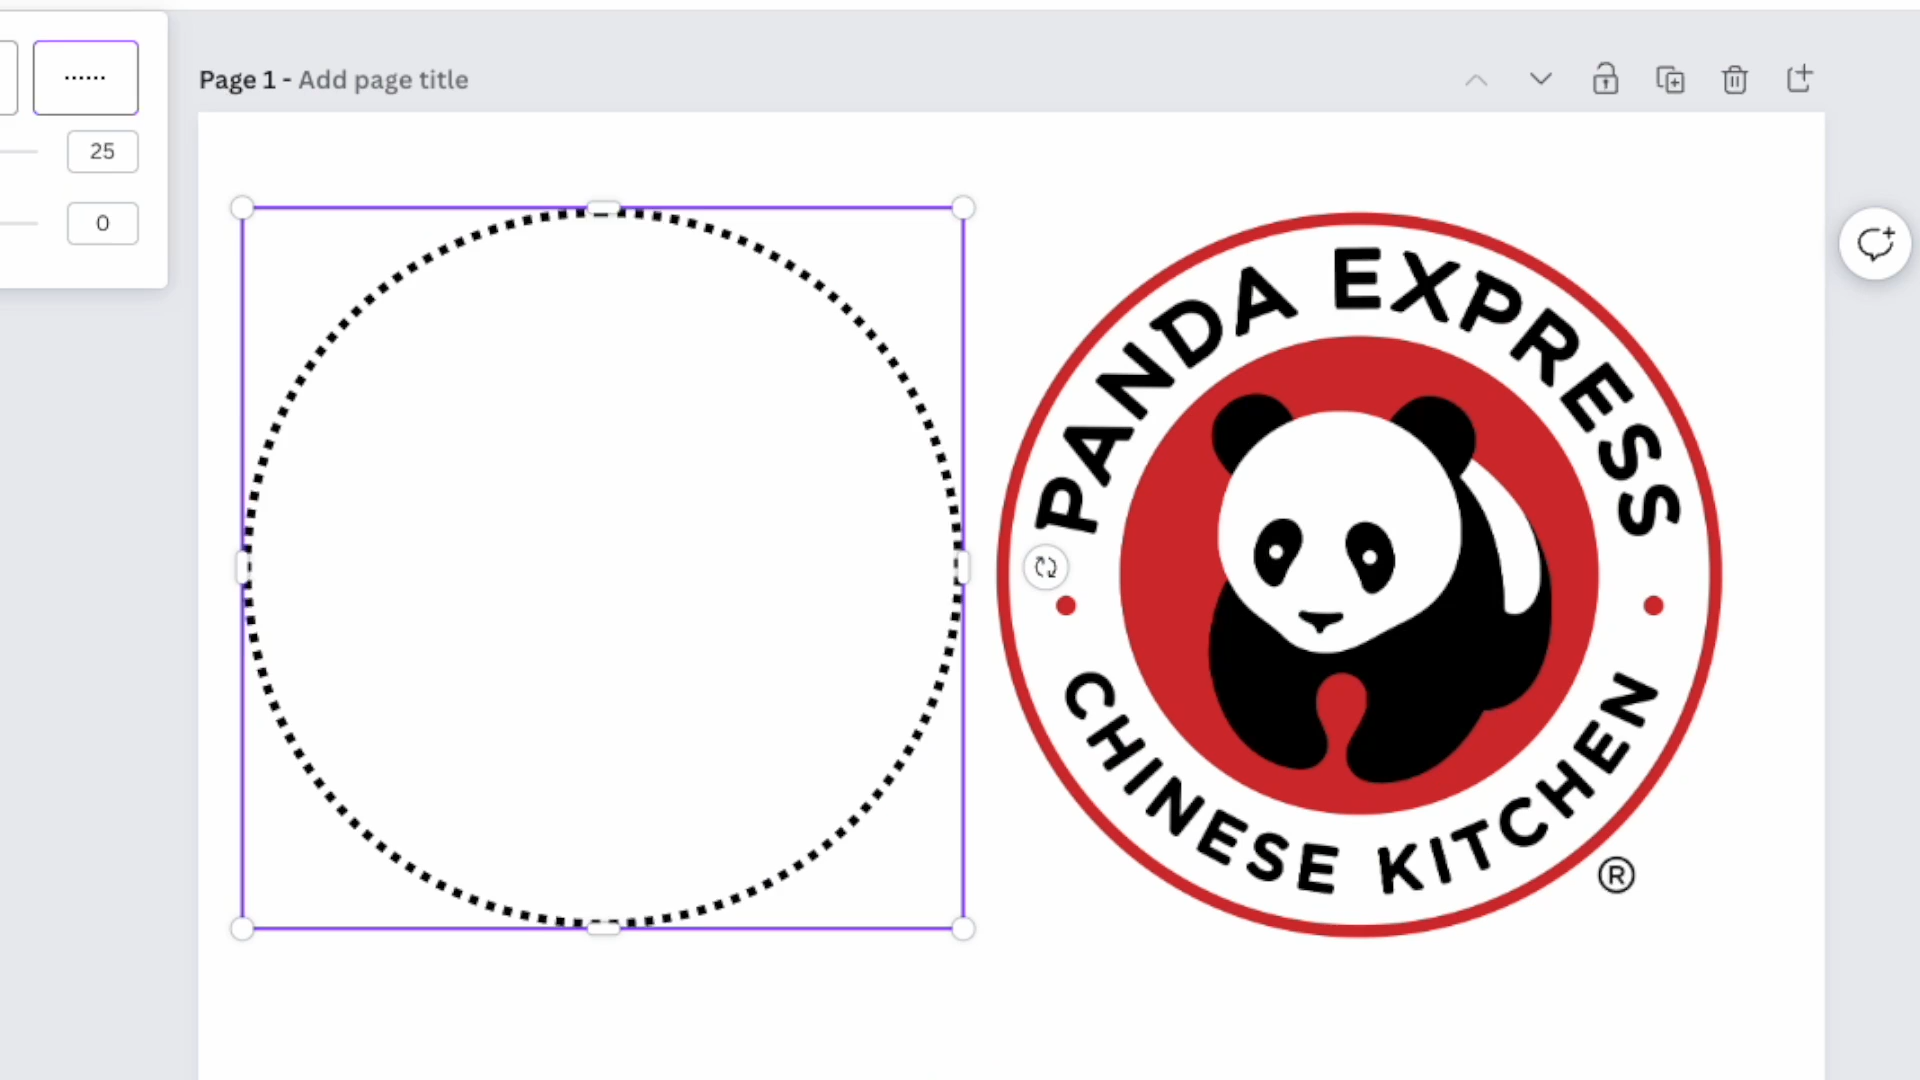 Page 1 - Add page title
25
0
PANDA EXPRESS
CHINESE KITCHEN
®